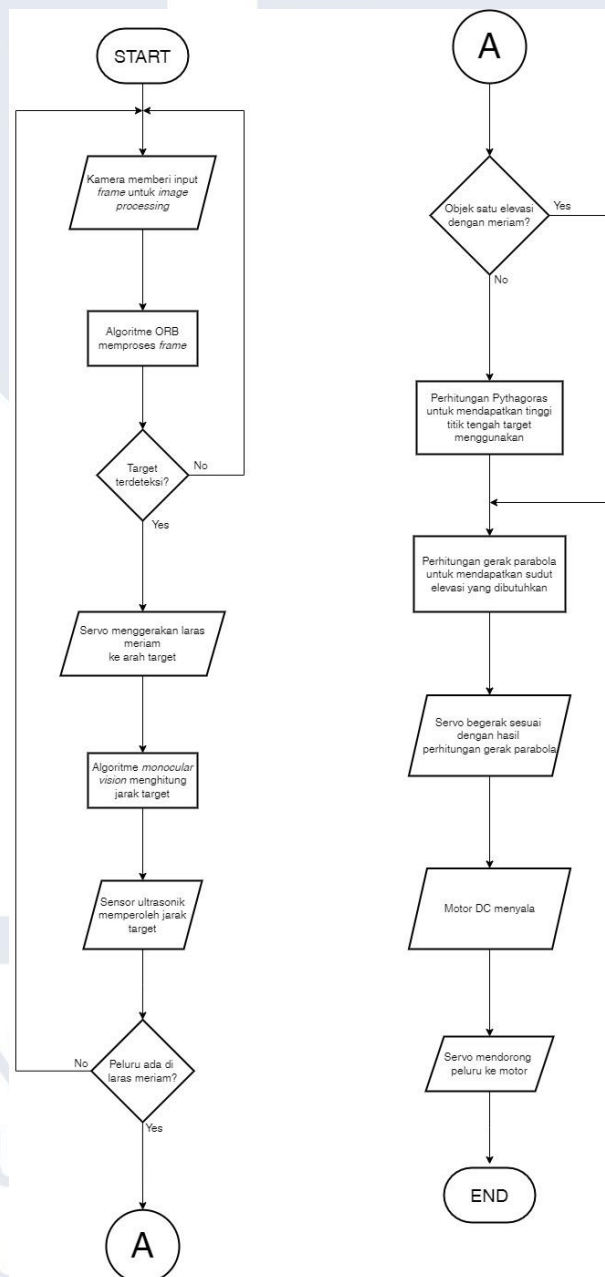 START
Kamera memberi input
frame untuk image
processing
Algoritme ORB
memproses frame
Target
terdeteksi?
No
Yes
Servo menggerakan laras
meriam
ke arah target
Algoritme monocular
vision menghitung
jarak target
Sensor ultrasonik
memperoleh jarak
target
No
Peluru ada di
laras meriam?
Yes
A
A
Objek satu elevasi
dengan meriam?
Yes
No
Perhitungan Pythagoras
untuk mendapatkan tinggi
titik tengah target
menggunakan
Perhitungan gerak parabola
untuk mendapatkan sudut
elevasi yang dibutuhkan
Servo begerak sesuai
dengan hasil
perhitungan gerak parabola
Motor DC menyala
Servo mendorong
peluru ke motor
END